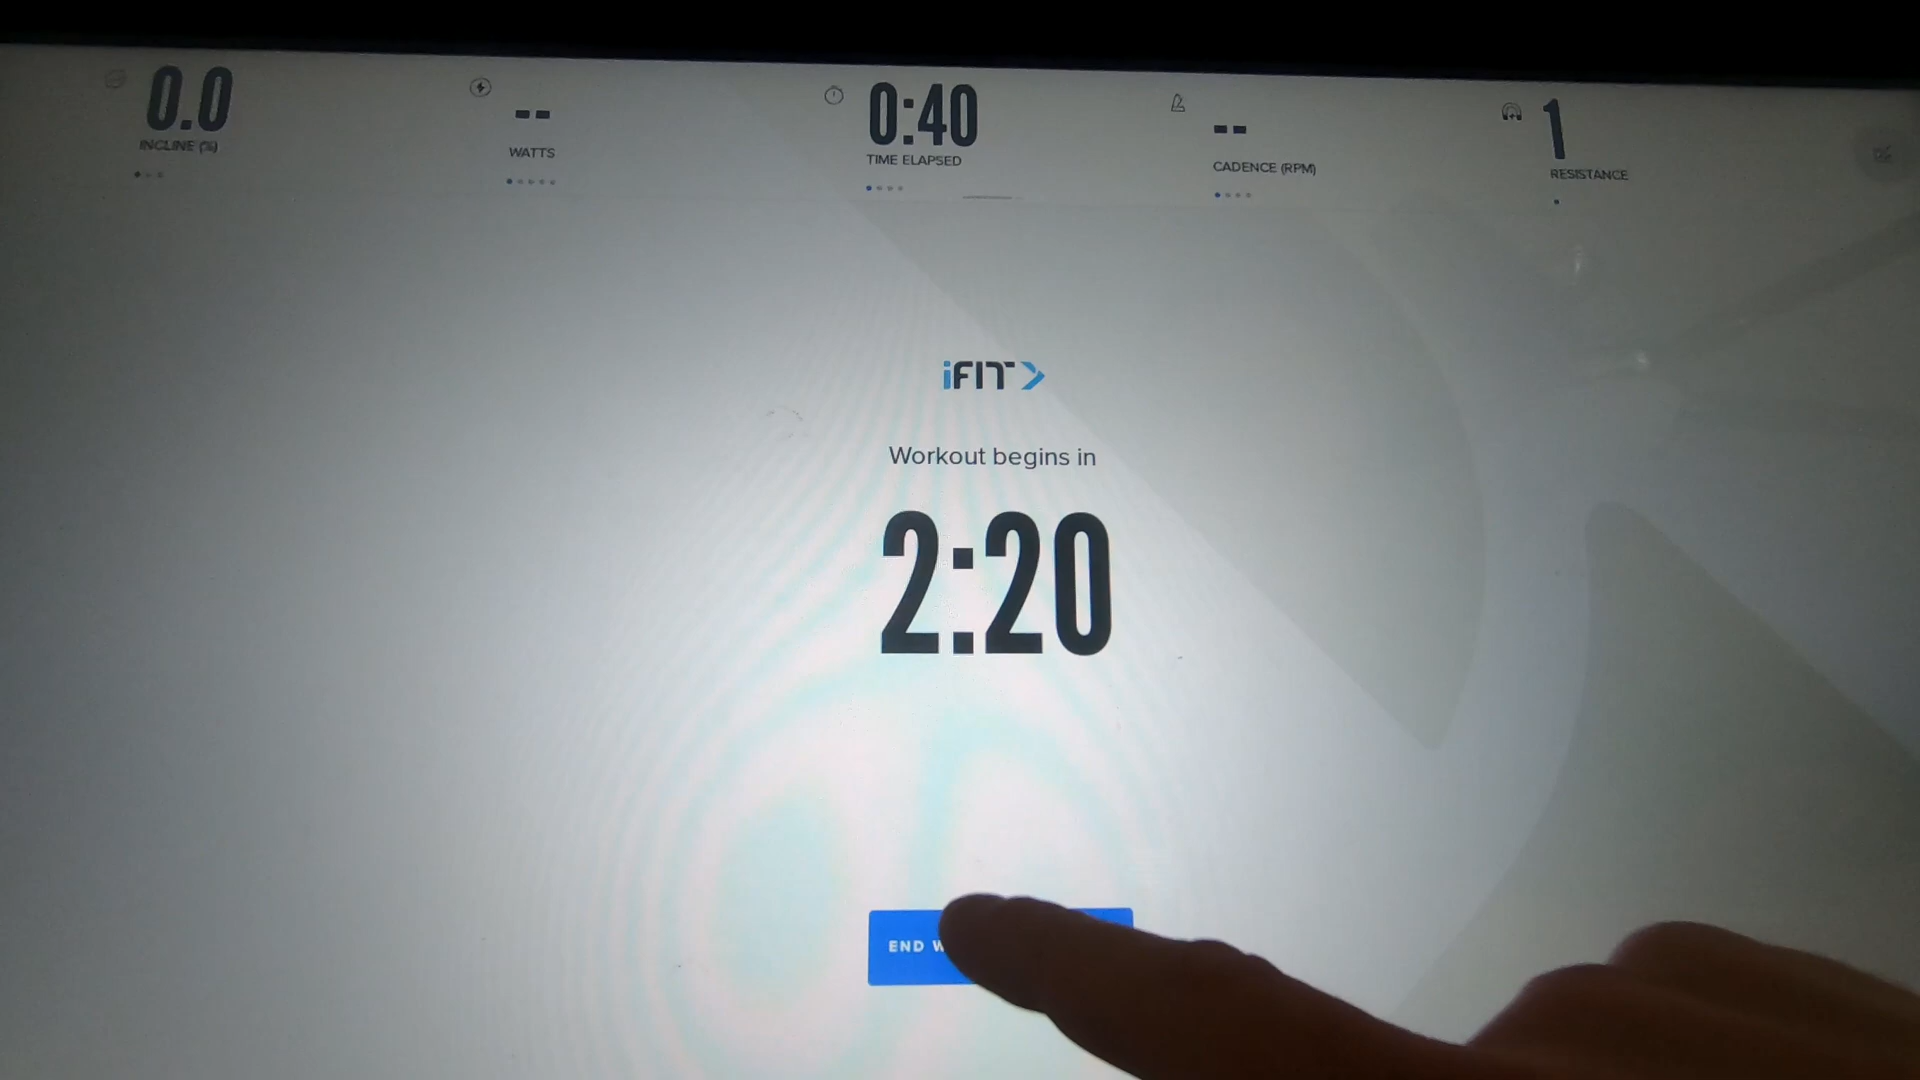 0.0
INCLINE (%)
--
WATTS
0:40
TIME ELAPSED
--
CADENCE (RPM)
1
RESISTANCE
iFIT
Workout begins in
2:20
END W